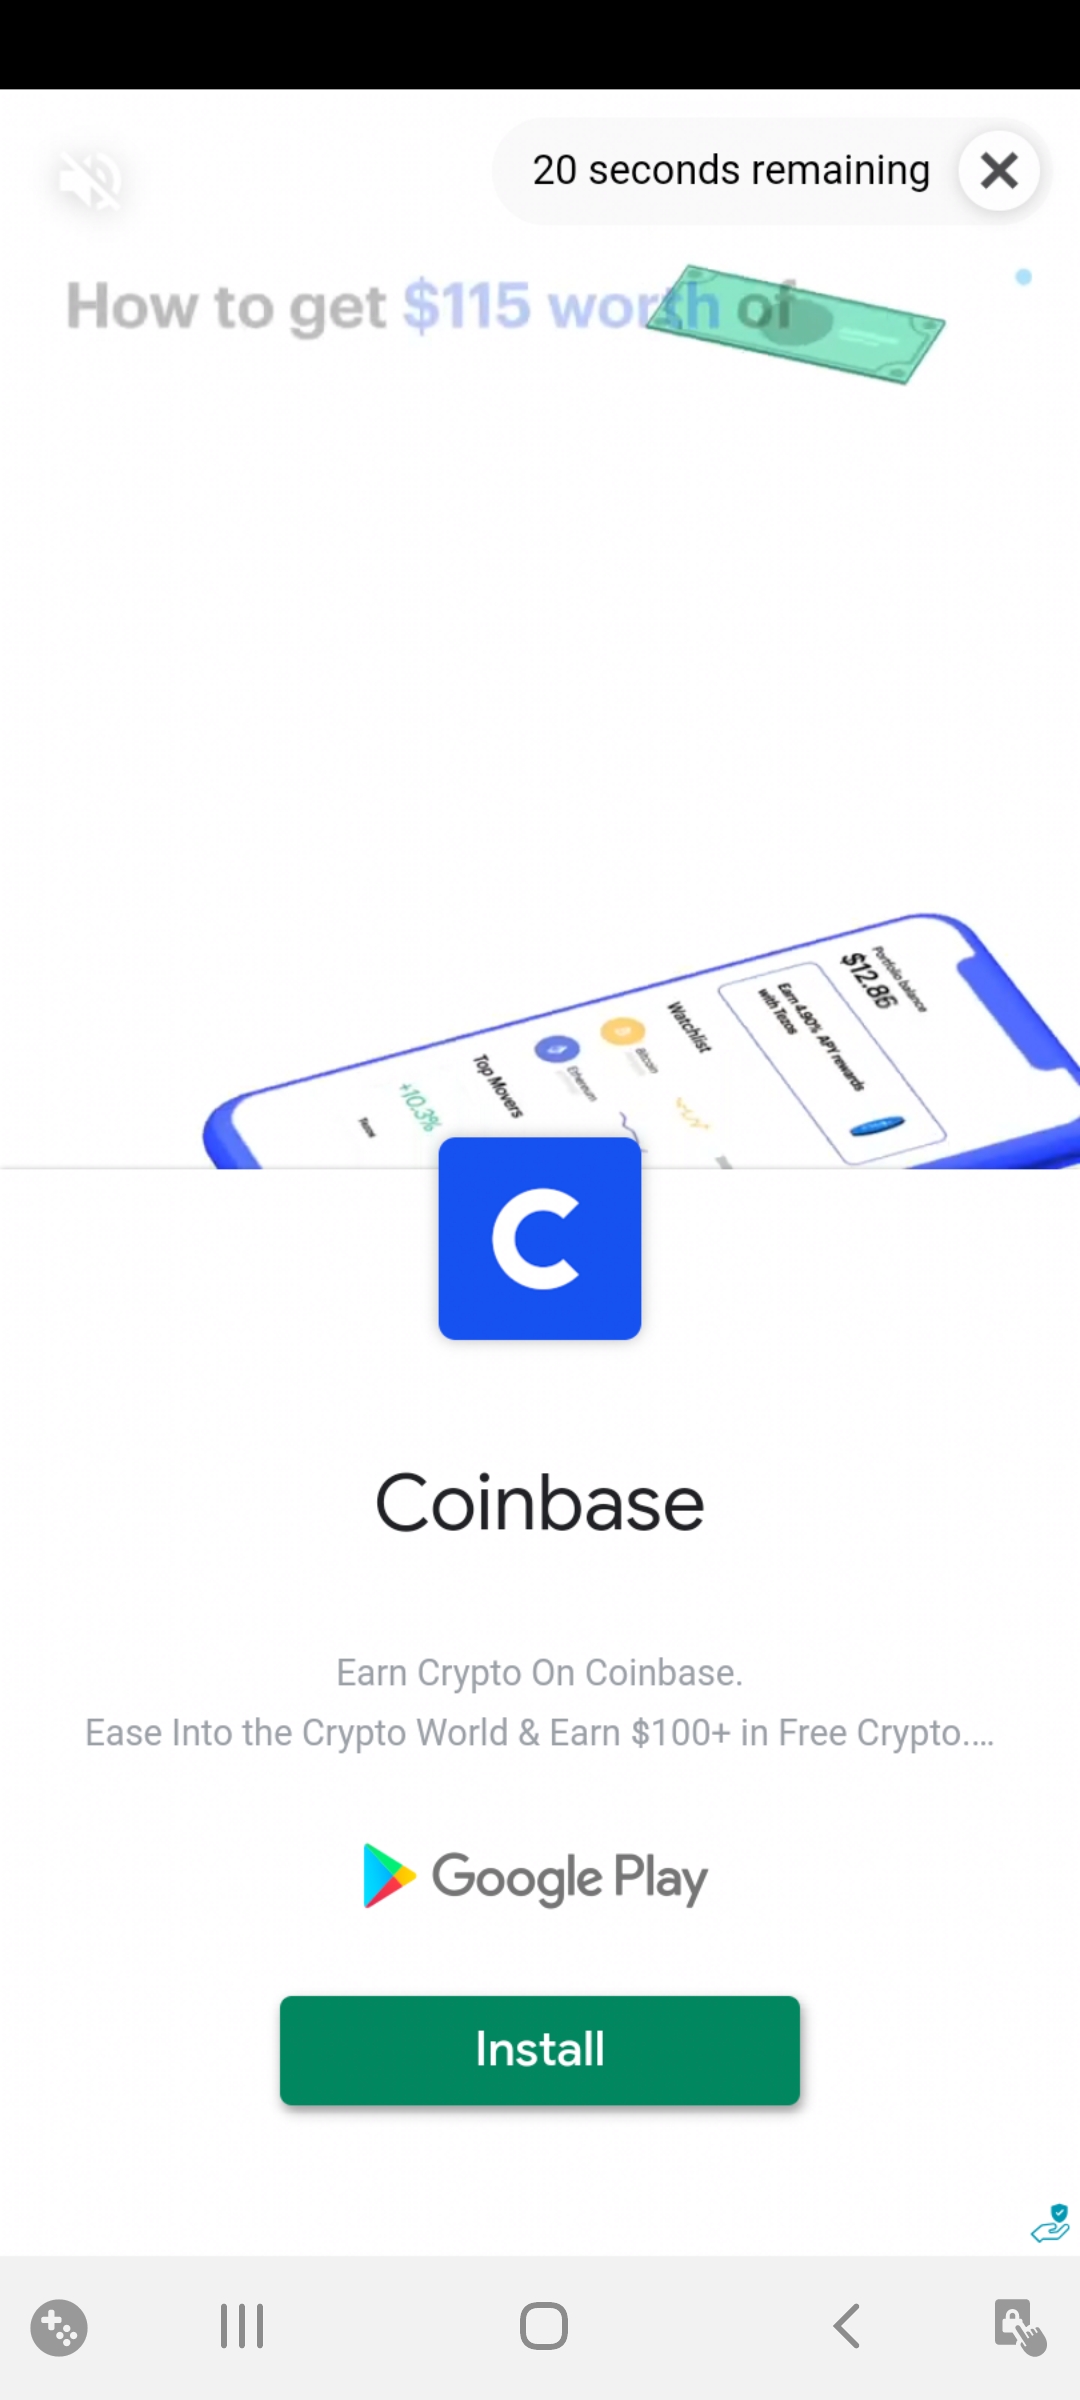 20 seconds remaining
How to get $115 worth of
Portfolio balance
$12.86
Earn 4.90% APY rewards
with Tezos
Watchlist
Bitcoin
Ethereum
Top Movers
+10.3%
Tezos
Coinbase
Earn Crypto On Coinbase.
Ease Into the Crypto World & Earn $100+ in Free Crypto....
Google Play
Install